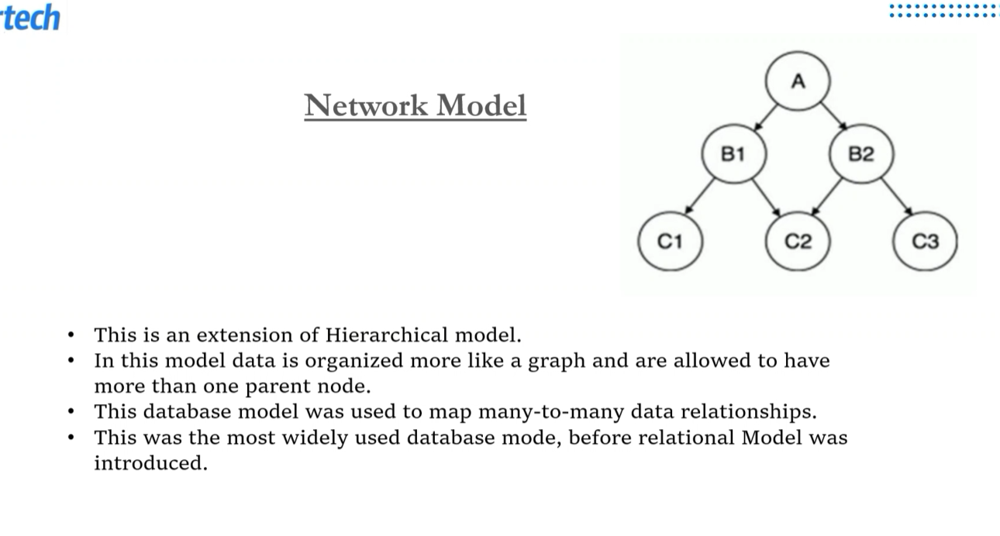 tech
Network Model
A
B1
B2
C1
C2
C3
• This is an extension of Hierarchical model.
• In this model data is organized more like a graph and are allowed to have
more than one parent node.
• This database model was used to map many-to-many data relationships.
• This was the most widely used database mode, before relational Model was
introduced.